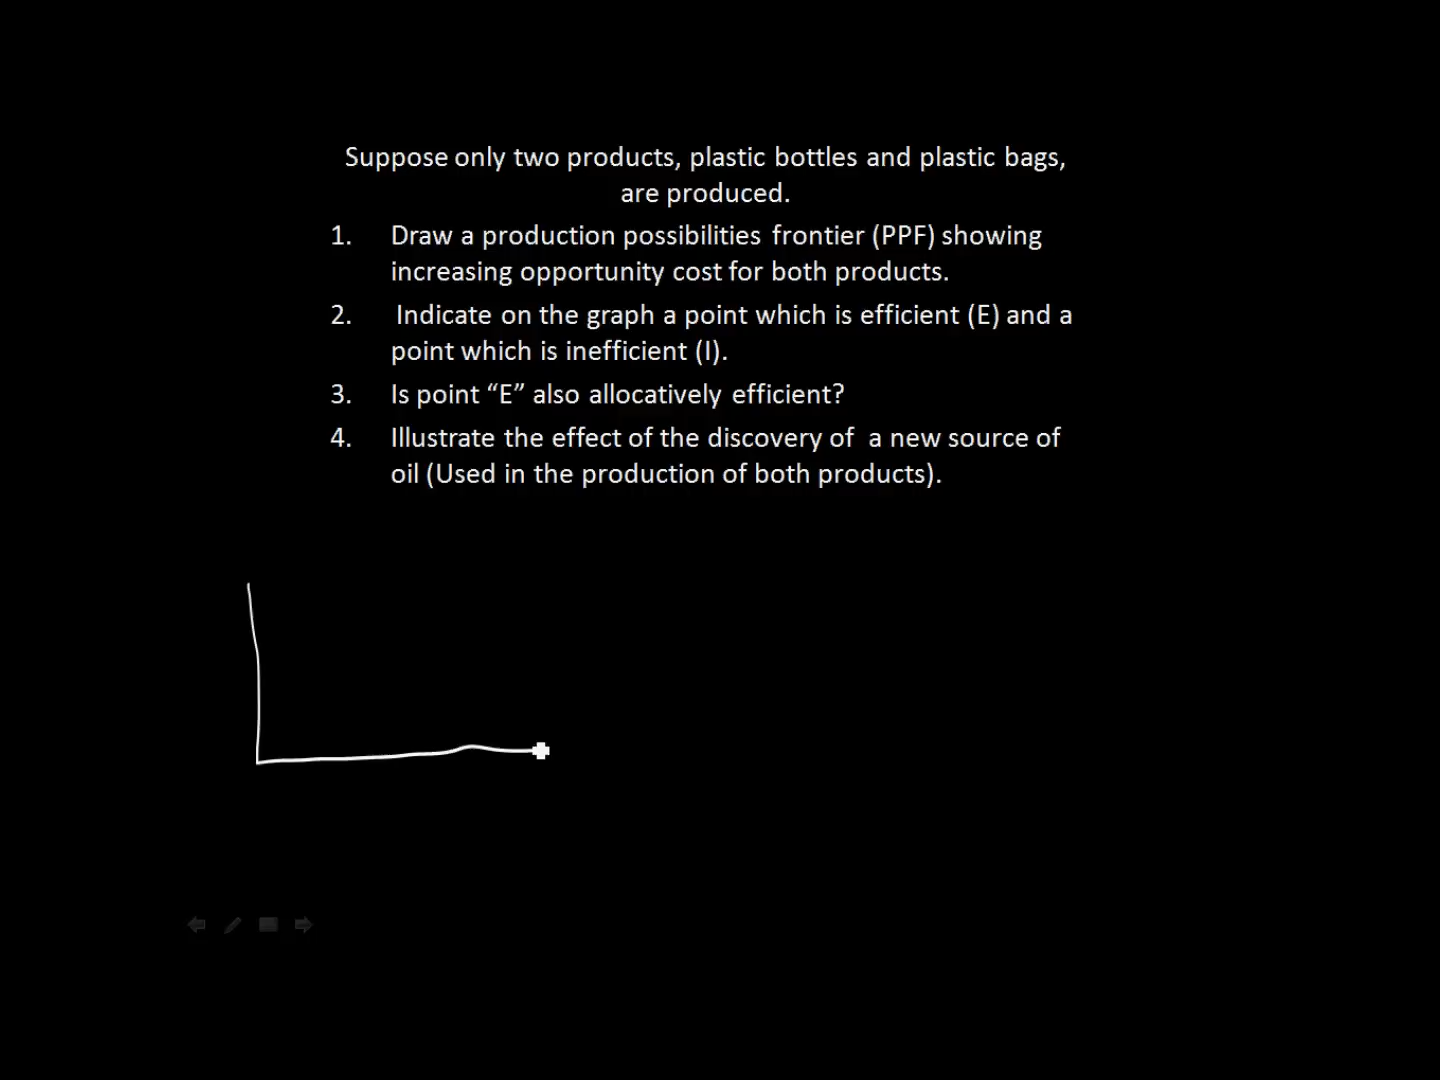 Suppose only two products, plastic bottles and plastic bags,
are produced.
1. Draw a production possibilities frontier (PPF) showing
increasing opportunity cost for both products.
2. Indicate on the graph a point which is efficient (E) and a
point which is inefficient (I).
3. Is point “E” also allocatively efficient?
4. Illustrate the effect of the discovery of a new source of
oil (Used in the production of both products).